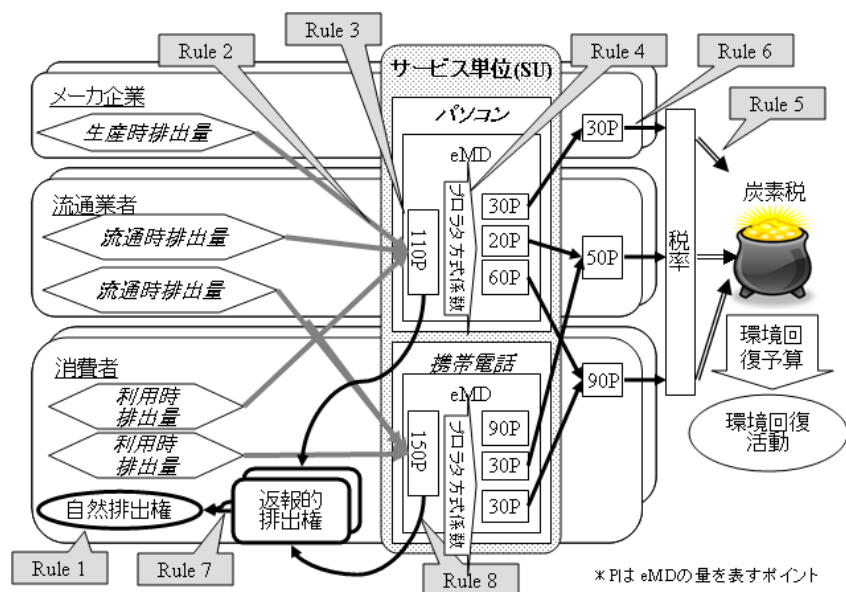 Rule 2
Rule 3
Rule 4
Rule 6
Rule 5
サービス単位(SU)
メーカ企業
生産時排出量
パソコン
eMD
110P
プロラタ方式係数
30P
20P
60P
30P
流通業者
流通時排出量
流通時排出量
50P
税率
炭素税
消費者
利用時
排出量
利用時
排出量
携帯電話
eMD
150P
プロラタ方式係数
90P
30P
30P
90P
環境回
復予算
環境回復
活動
自然排出権
返報的
排出権
Rule 1
Rule 7
Rule 8
*PはeMDの量を表すポイント